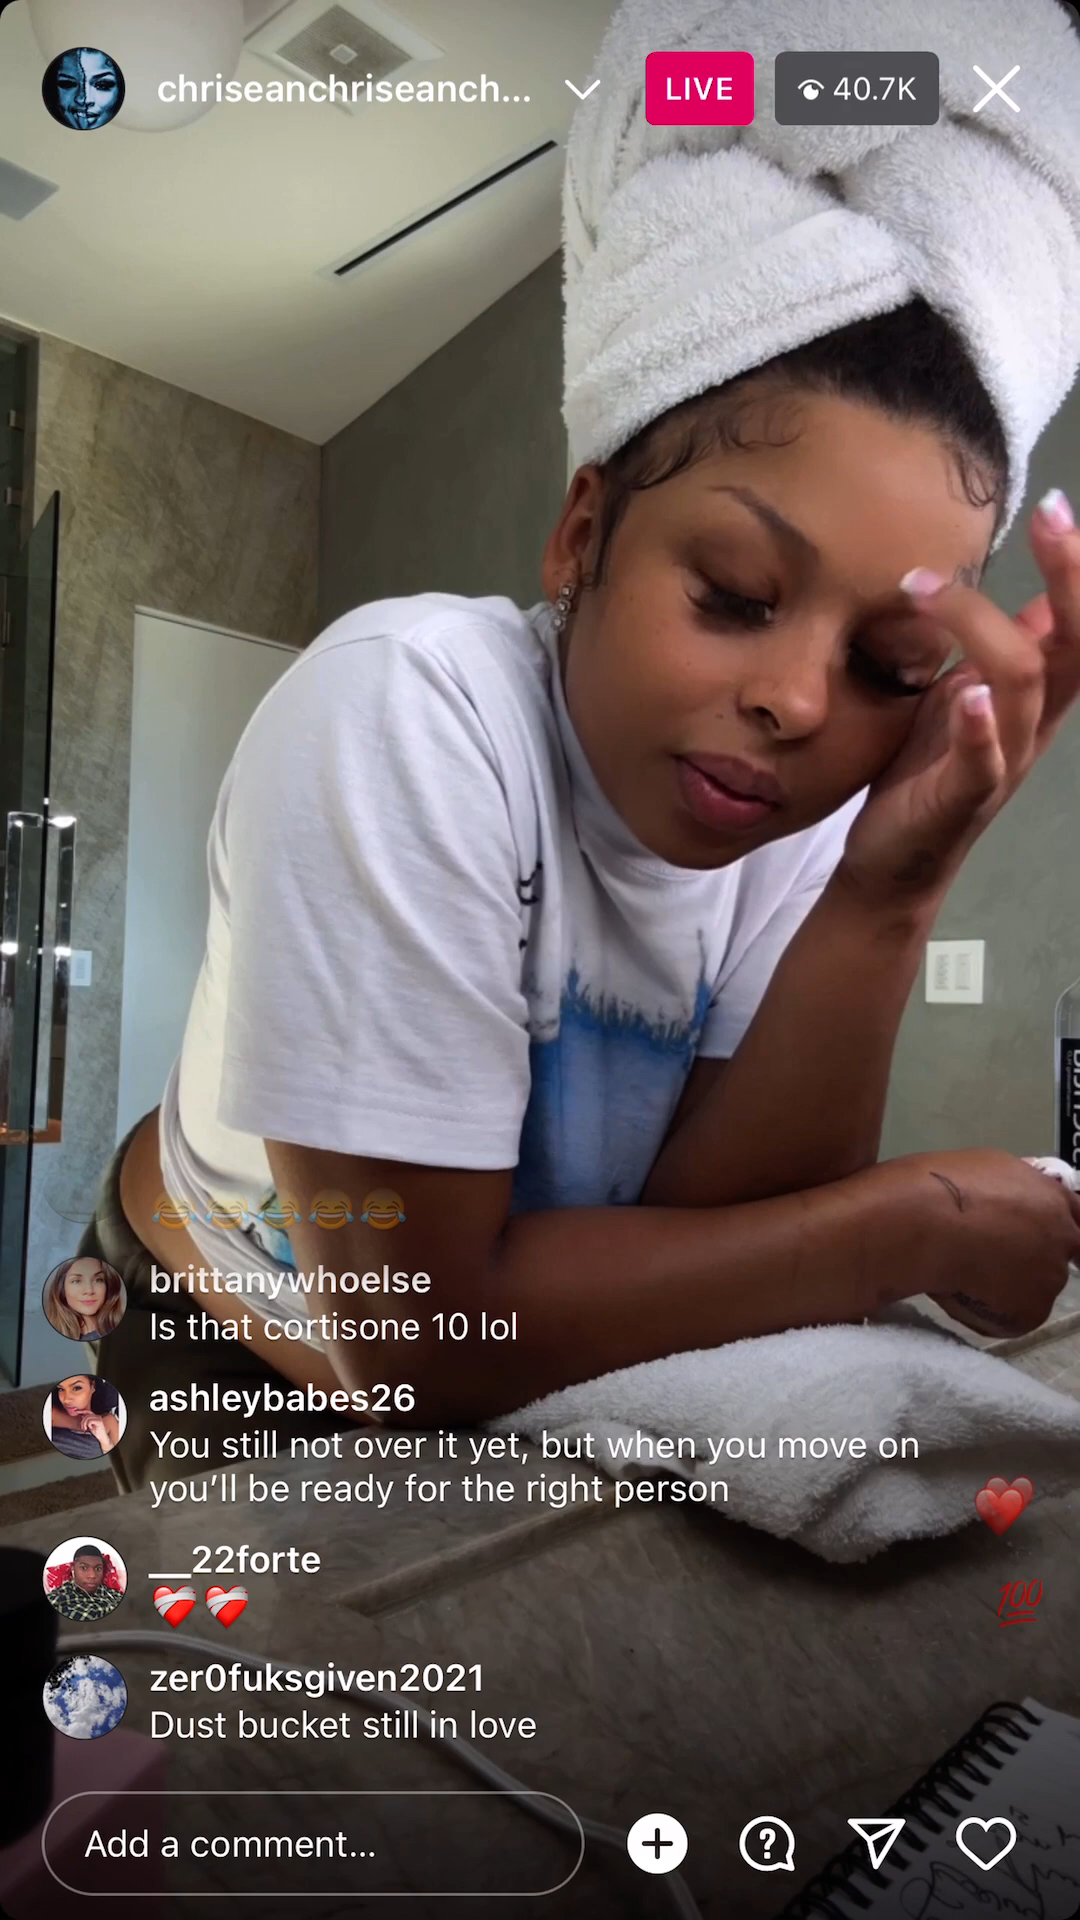 chriseanchriseanch...
LIVE
40.7K
😂😂😂😂😂
brittanywhoelse
Is that cortisone 10 lol
ashleybabes26
You still not over it yet, but when you move on
you’ll be ready for the right person
❤️
__22forte
❤️‍🩹❤️‍🩹
💯
zer0fuksgiven2021
Dust bucket still in love
Add a comment...